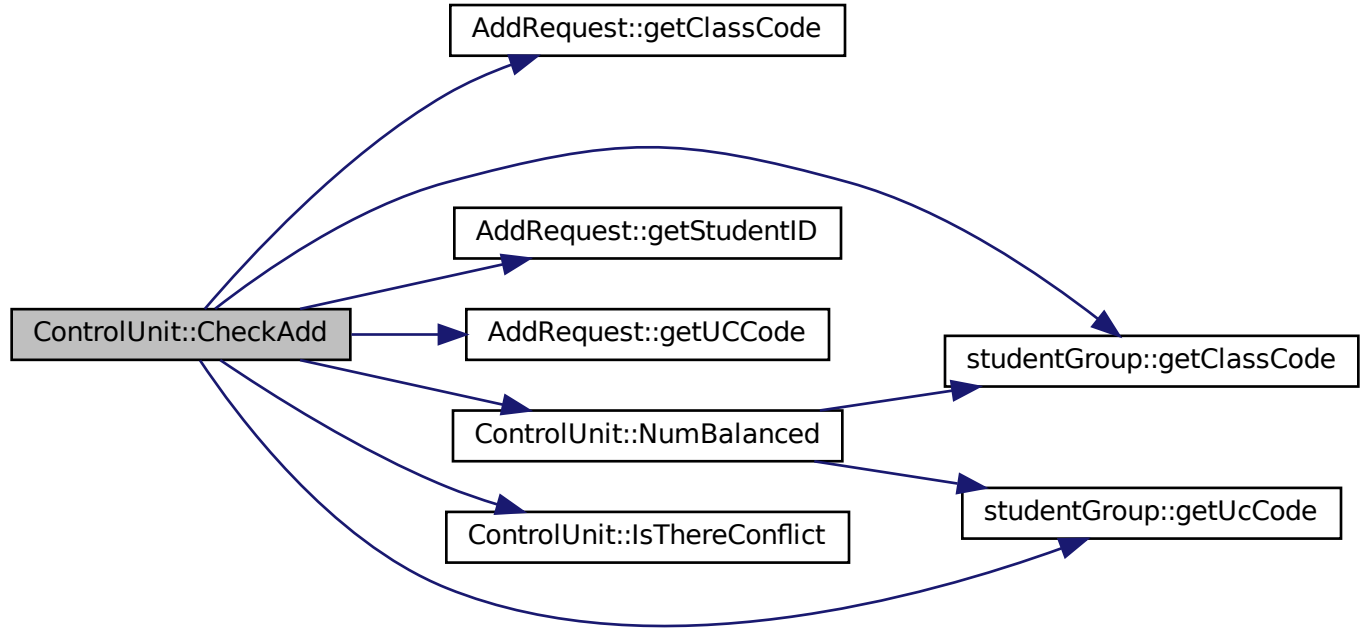 AddRequest::getClassCode
AddRequest::getStudentID
ControlUnit::CheckAdd
AddRequest::getUCCode
studentGroup::getClassCode
ControlUnit::NumBalanced
studentGroup::getUcCode
ControlUnit::IsThereConflict